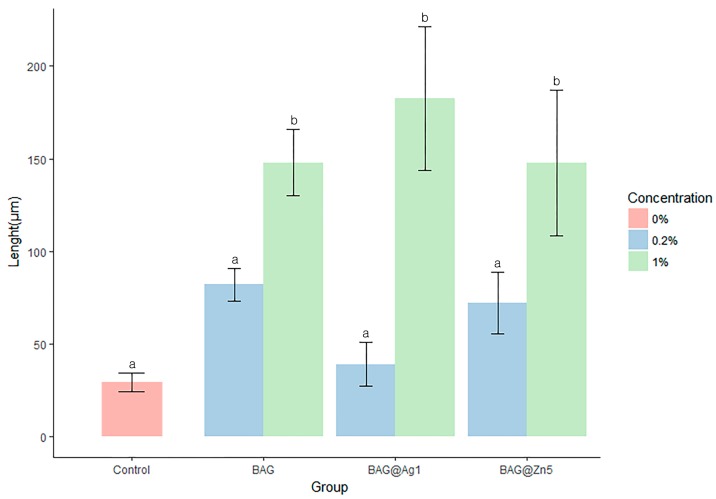 b
b
b
a
a
a
a
200
150
100
50
0
Lenght(μm)
Control
BAG
BAG@Ag1
BAG@Zn5
Group
Concentration
0%
0.2%
1%